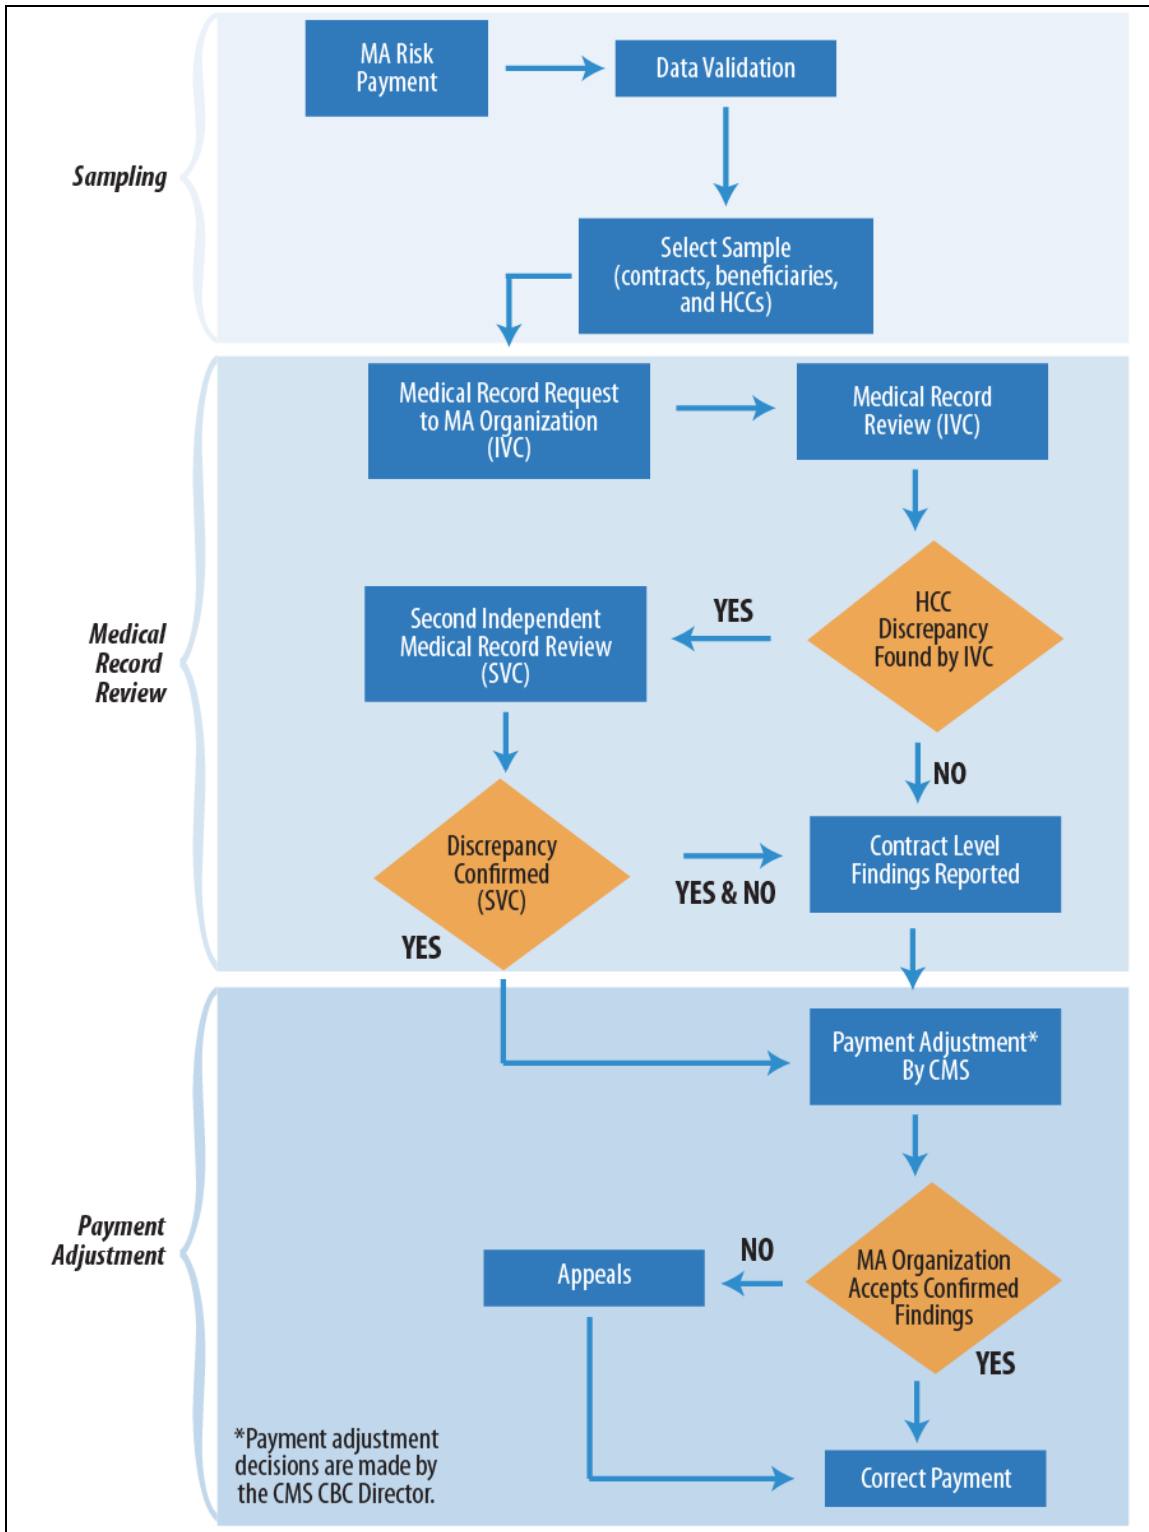 MA Risk
Payment
Data Validation
Sampling
Select Sample
(contracts, beneficiaries,
and HCCs)
Medical Record Request
to MA Organization
(IVC)
Medical Record
Review (IVC)
HCC
Discrepancy
Found by IVC
YES
Second Independent
Medical Record Review
(SVC)
Medical
Record
Review
NO
Discrepancy
Confirmed
(SVC)
YES & NO
Contract Level
Findings Reported
YES
Payment Adjustment*
By CMS
Payment
Adjustment
MA Organization
Accepts Confirmed
Findings
NO
Appeals
YES
*Payment adjustment
decisions are made by
the CMS CBC Director.
Correct Payment